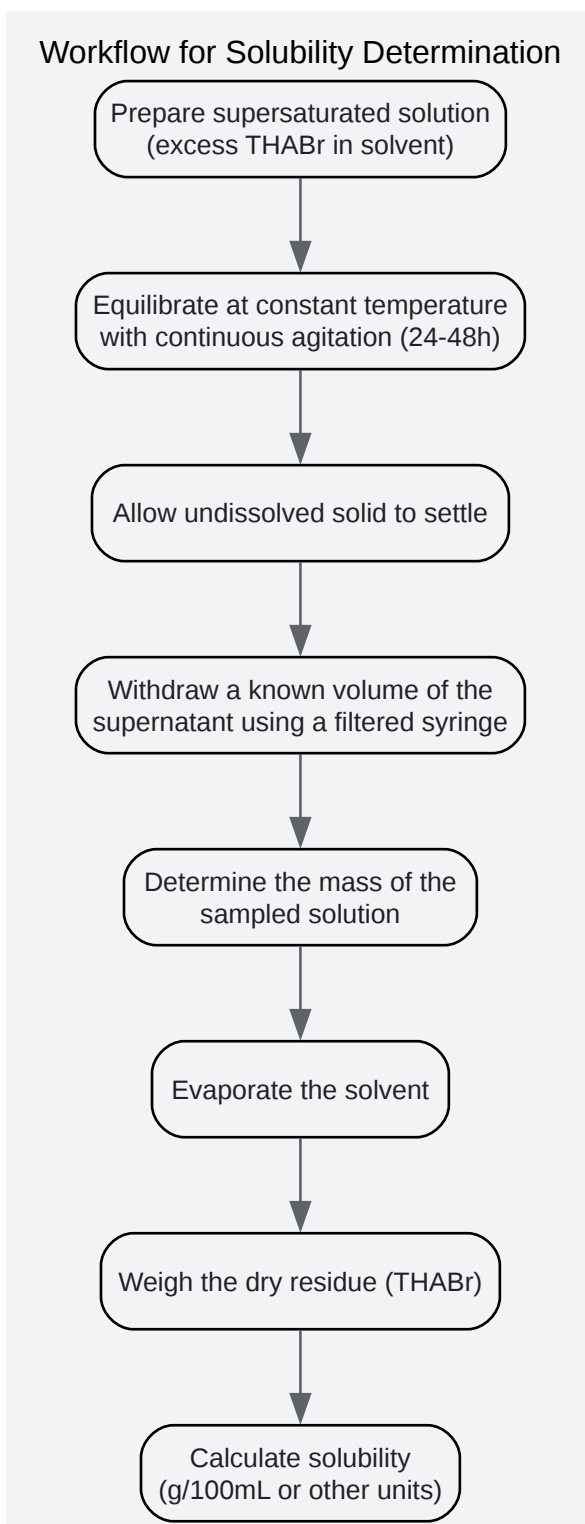 Workflow for Solubility Determination
Prepare supersaturated solution
(excess THABr in solvent)
Equilibrate at constant temperature
with continuous agitation (24-48h)
Allow undissolved solid to settle
Withdraw a known volume of the
supernatant using a filtered syringe
Determine the mass of the
sampled solution
Evaporate the solvent
Weigh the dry residue (THABr)
Calculate solubility
(g/100mL or other units)